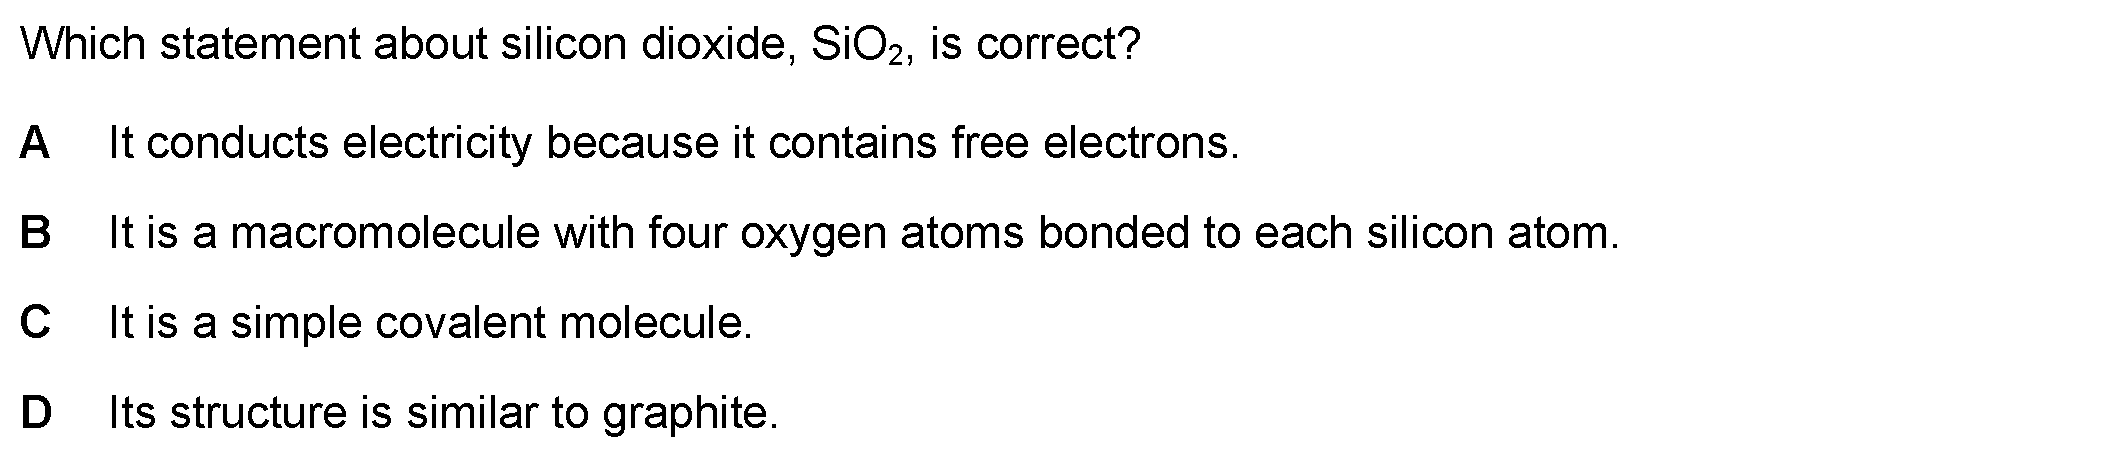 Which statement about silicon dioxide, SiO₂, is correct?
A It conducts electricity because it contains free electrons.
B It is a macromolecule with four oxygen atoms bonded to each silicon atom.
C It is a simple covalent molecule.
D Its structure is similar to graphite.